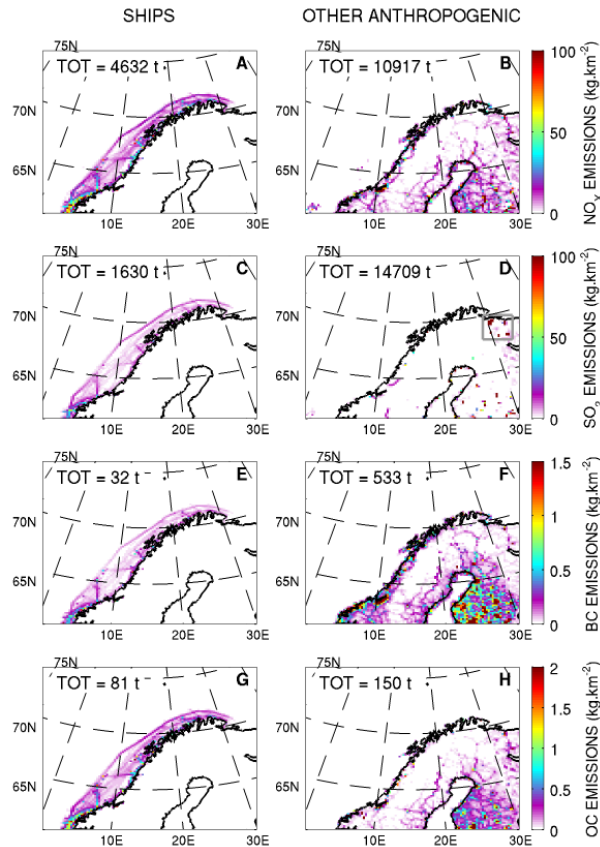 SHIPS OTHER ANTHROPOGENIC
75N 75N
TOT = 4632 t A TOT = 10917 t B 100
70N 70N
50
65N 65N
0
10E 20E 30E 10E 20E 30E
NOx EMISSIONS (kg.km-2)
75N 75N
TOT = 1630 t C TOT = 14709 t D 100
70N 70N
50
65N 65N
0
10E 20E 30E 10E 20E 30E
SO2 EMISSIONS (kg.km-2)
75N 75N
TOT = 32 t E TOT = 533 t F 1.5
70N 70N 1
65N 65N 0.5
0
10E 20E 30E 10E 20E 30E
BC EMISSIONS (kg.km-2)
75N 75N
TOT = 81 t G TOT = 150 t H 2
1.5
70N 70N
1
65N 65N 0.5
0
10E 20E 30E 10E 20E 30E
OC EMISSIONS (kg.km-2)